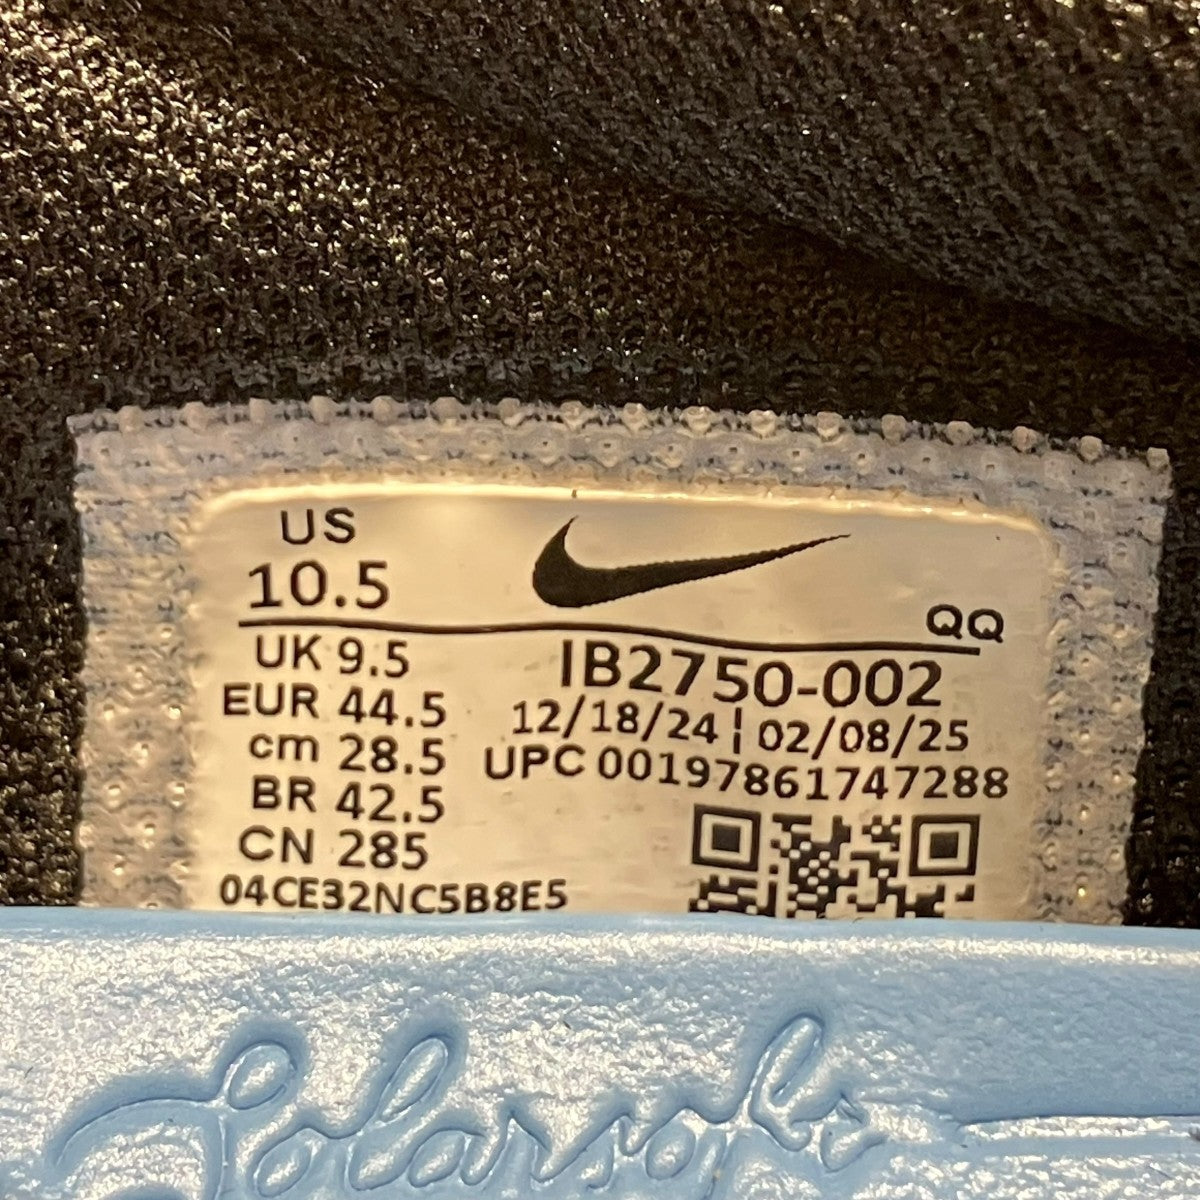 US
10.5
QQ
UK 9.5
EUR 44.5
cm 28.5
BR 42.5
CN 285
04CE32NC5B8E5
IB2750-002
12/18/24 | 02/08/25
UPC 00197861747288
Solarsoft